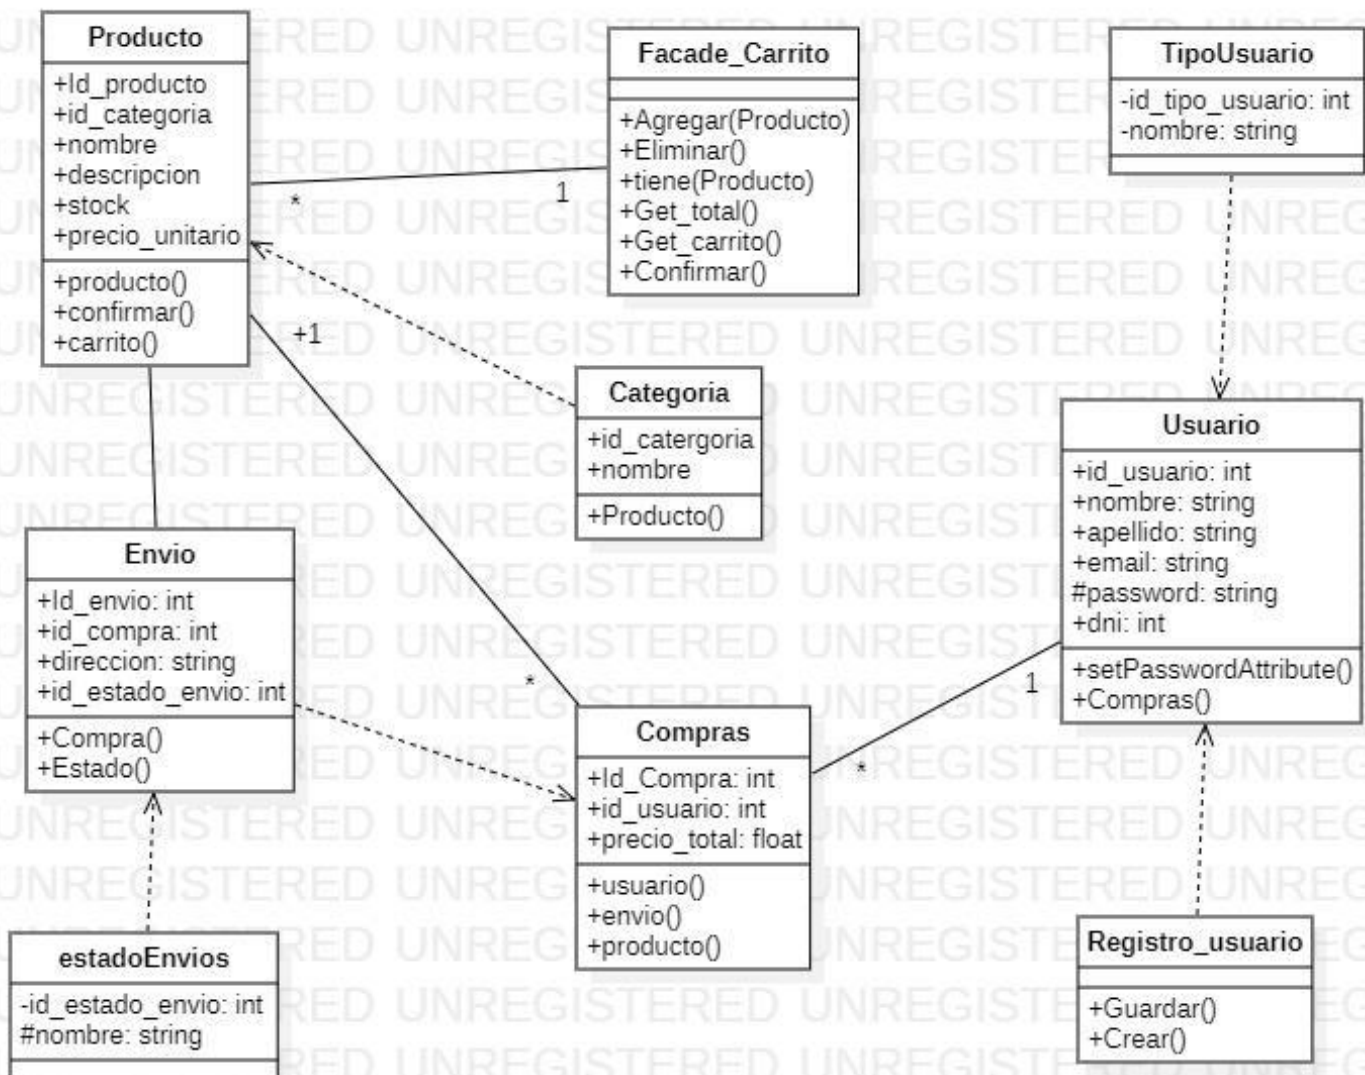 Producto
+Id_producto
+id_categoria
+nombre
+descripcion
+stock
+precio_unitario
+producto()
+confirmar()
+carrito()
Facade_Carrito
+Agregar(Producto)
+Eliminar()
+tiene(Producto)
+Get_total()
+Get_carrito()
+Confirmar()
TipoUsuario
-id_tipo_usuario: int
-nombre: string
*
1
+1
Categoria
+id_catergoria
+nombre
+Producto()
Usuario
+id_usuario: int
+nombre: string
+apellido: string
+email: string
#password: string
+dni: int
+setPasswordAttribute()
+Compras()
Envio
+Id_envio: int
+id_compra: int
+direccion: string
+id_estado_envio: int
+Compra()
+Estado()
*
1
*
Compras
+Id_Compra: int
+id_usuario: int
+precio_total: float
+usuario()
+envio()
+producto()
estadoEnvios
-id_estado_envio: int
#nombre: string
Registro_usuario
+Guardar()
+Crear()
UNREGISTERED